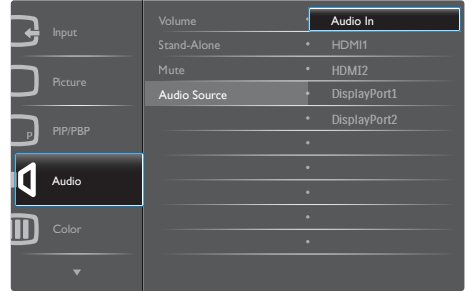 Input
Picture
P
PIP/PBP
Audio
Color
Volume
Stand-Alone
Mute
Audio Source
Audio In
HDMI1
HDMI2
DisplayPort1
DisplayPort2